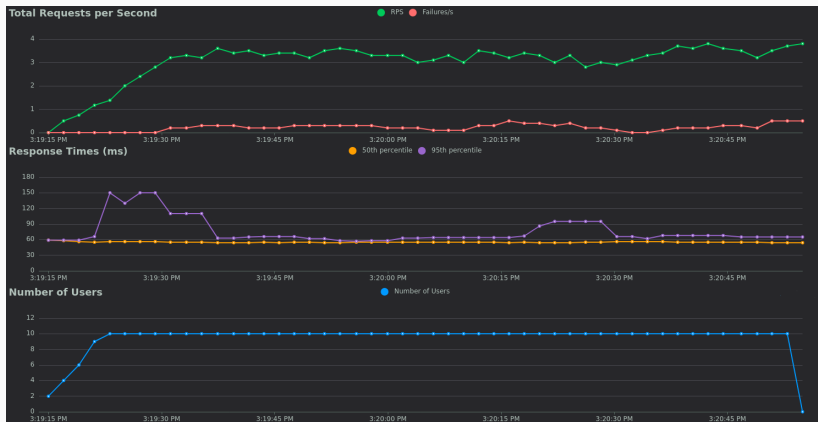 Total Requests per Second
RPS Failures/s
4
3
2
1
0
3:19:15 PM 3:19:30 PM 3:19:45 PM 3:20:00 PM 3:20:15 PM 3:20:30 PM 3:20:45 PM
Response Times (ms)
50th percentile 95th percentile
180
150
120
90
60
30
0
3:19:15 PM 3:19:30 PM 3:19:45 PM 3:20:00 PM 3:20:15 PM 3:20:30 PM 3:20:45 PM
Number of Users
Number of Users
12
10
8
6
4
2
0
3:19:15 PM 3:19:30 PM 3:19:45 PM 3:20:00 PM 3:20:15 PM 3:20:30 PM 3:20:45 PM